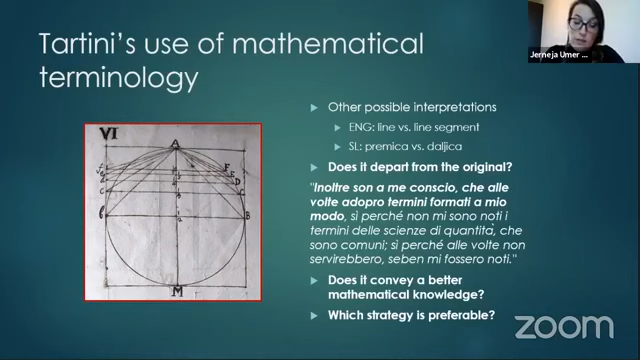 Tartini's use of mathematical
terminology
Jerneja Umer ...
Other possible interpretations
ENG: line vs. line segment
SL: premica vs. daljica
Does it depart from the original?
"Inoltre son a me conscio, che alle
volte adopro termini formati a mio
modo, sì perché non mi sono noti i
termini delle scienze di quantità, che
sono comuni; sì perché alle volte non
servirebbero, seben mi fossero noti."
Does it convey a better
mathematical knowledge?
Which strategy is preferable?
VI
A
F
E
D
C
B
M
zoom